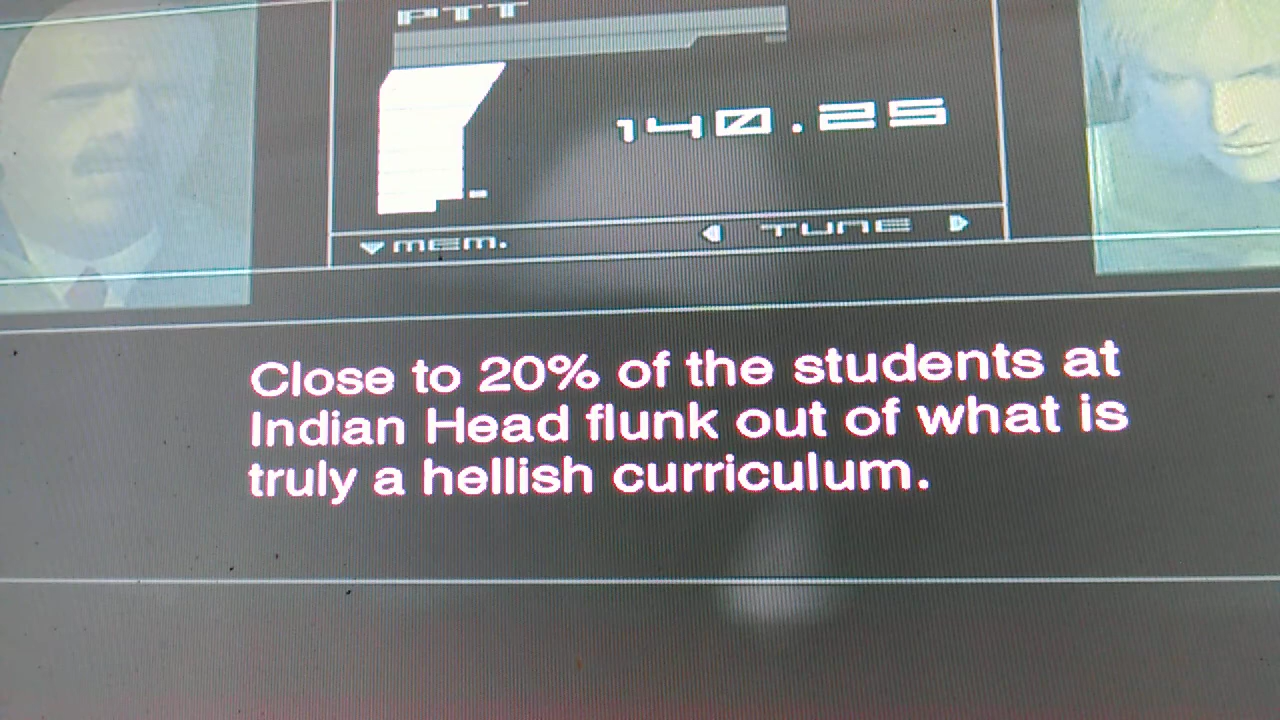 PTT
140.25
MEM.
TUNE
Close to 20% of the students at
Indian Head flunk out of what is
truly a hellish curriculum.